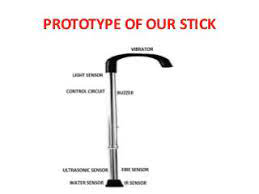 PROTOTYPE OF OUR STICK
VIBRATOR
LIGHT SENSOR
CONTROL CIRCUIT BUZZER
ULTRASONIC SENSOR FIRE SENSOR
WATER SENSOR IR SENSOR